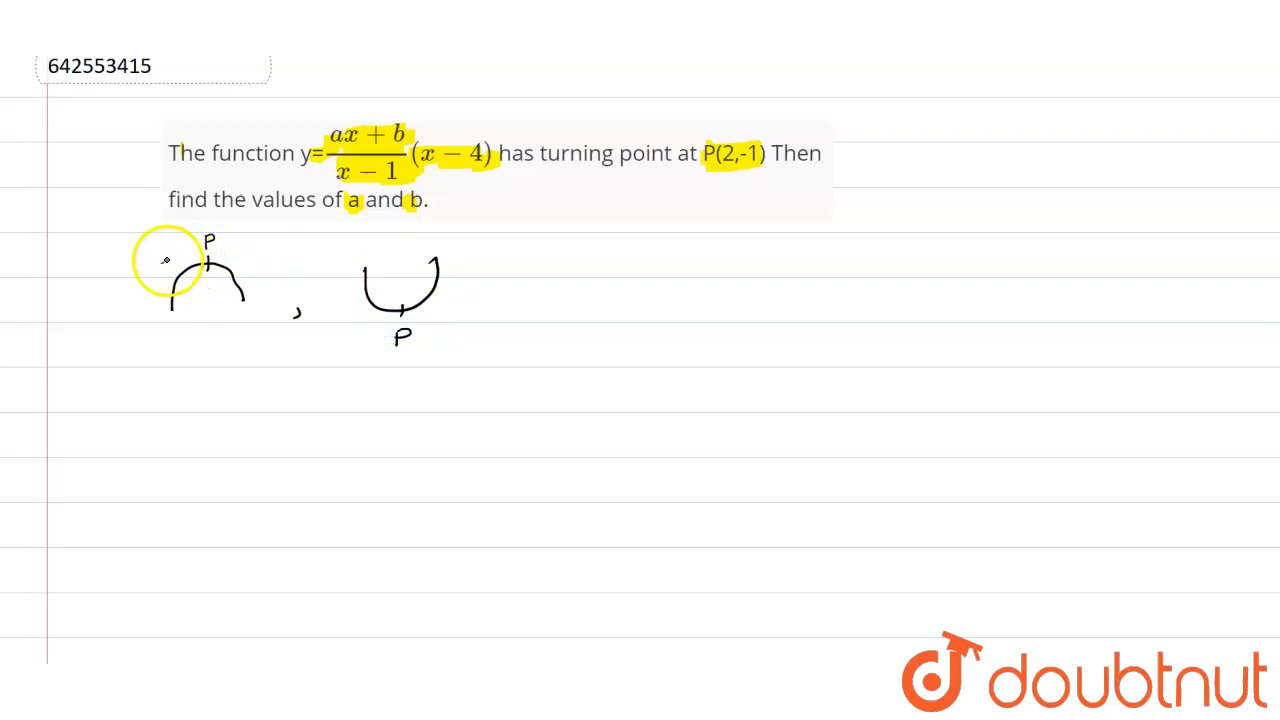 642553415
The function y=\frac{ax + b}{x - 1}(x - 4) has turning point at P(2,-1) Then
find the values of a and b.
P
,
P
doubtnut